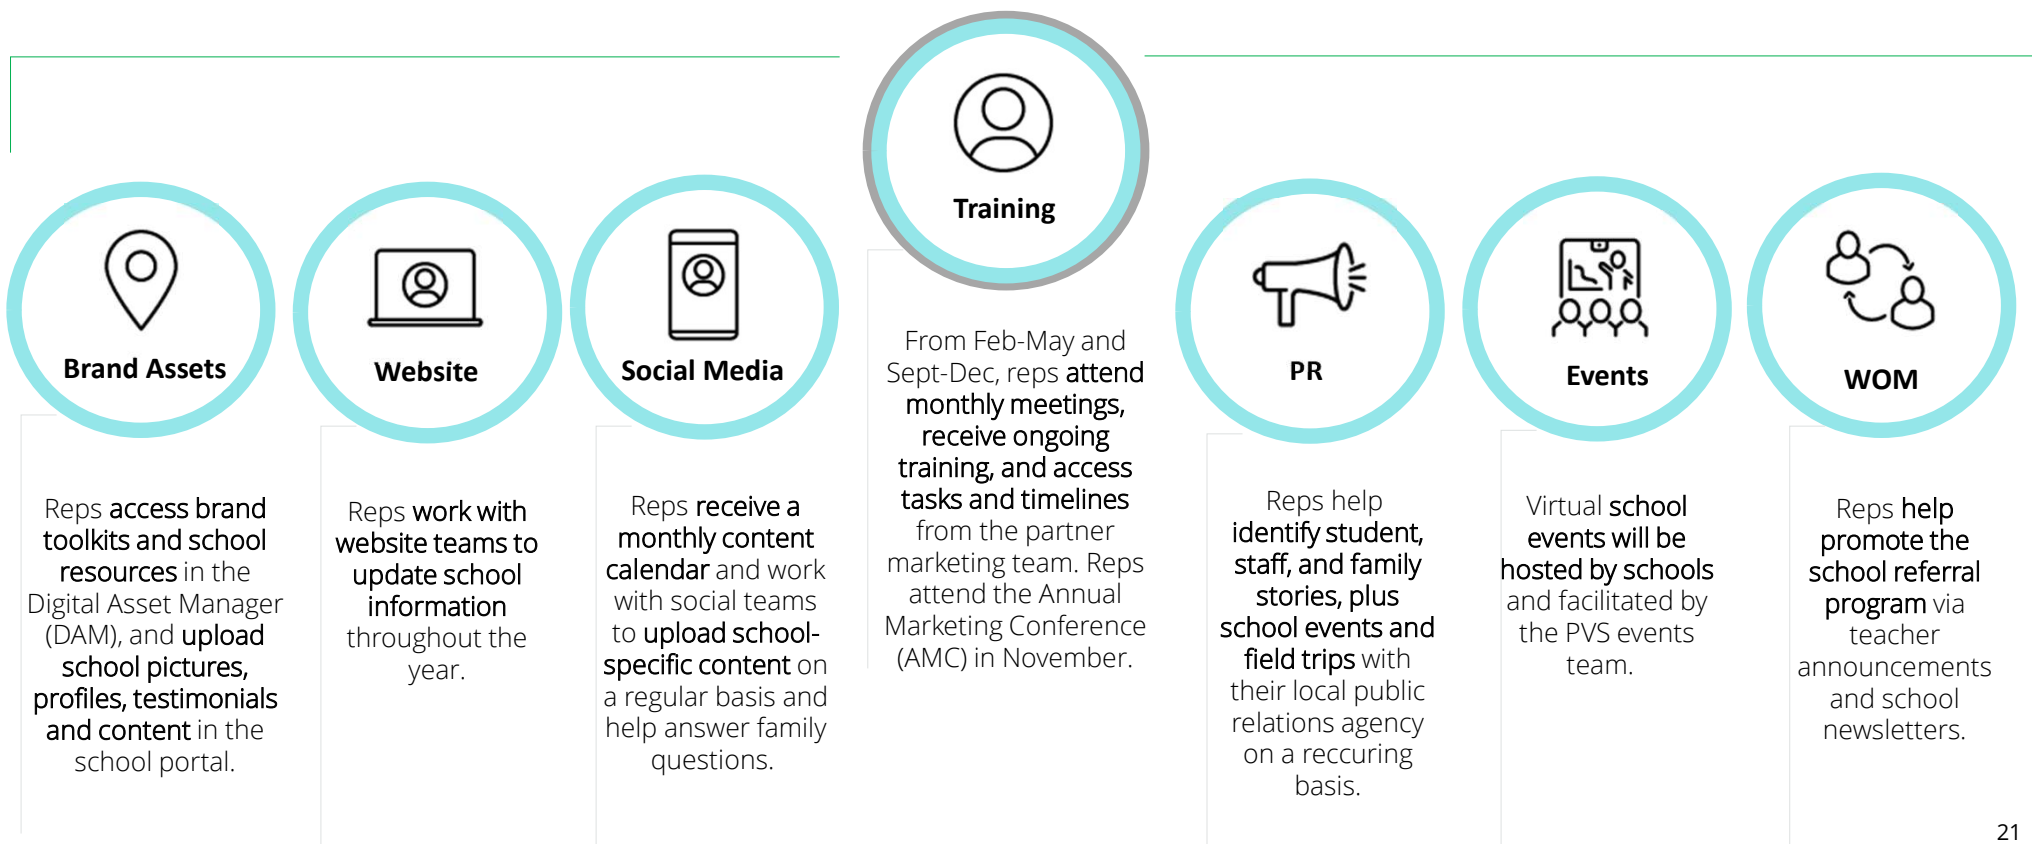 Brand Assets
Reps access brand
toolkits and school
resources in the
Digital Asset Manager
(DAM), and upload
school pictures,
profiles, testimonials
and content in the
school portal.
Website
Reps work with
website teams to
update school
information
throughout the
year.
Social Media
Reps receive a
monthly content
calendar and work
with social teams
to upload school-
specific content on
a regular basis and
help answer family
questions.
Training
From Feb-May and
Sept-Dec, reps attend
monthly meetings,
receive ongoing
training, and access
tasks and timelines
from the partner
marketing team. Reps
attend the Annual
Marketing Conference
(AMC) in November.
PR
Reps help
identify student,
staff, and family
stories, plus
school events and
field trips with
their local public
relations agency
on a reccuring
basis.
Events
Virtual school
events will be
hosted by schools
and facilitated by
the PVS events
team.
WOM
Reps help
promote the
school referral
program via
teacher
announcements
and school
newsletters.
21